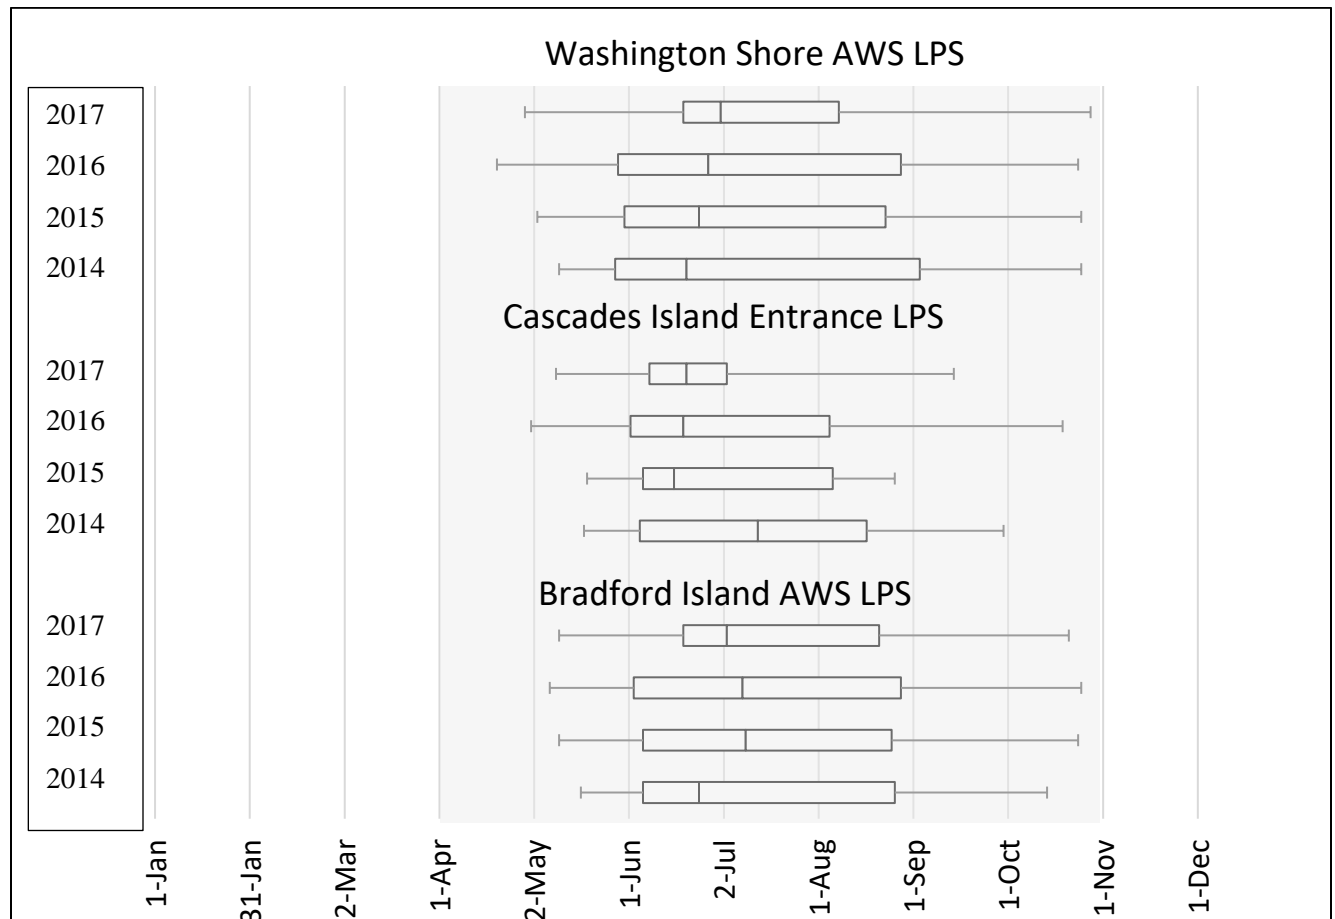 Washington Shore AWS LPS
2017
2016
2015
2014
Cascades Island Entrance LPS
2017
2016
2015
2014
Bradford Island AWS LPS
2017
2016
2015
2014
1-Jan
31-Jan
2-Mar
1-Apr
2-May
1-Jun
2-Jul
1-Aug
1-Sep
1-Oct
1-Nov
1-Dec